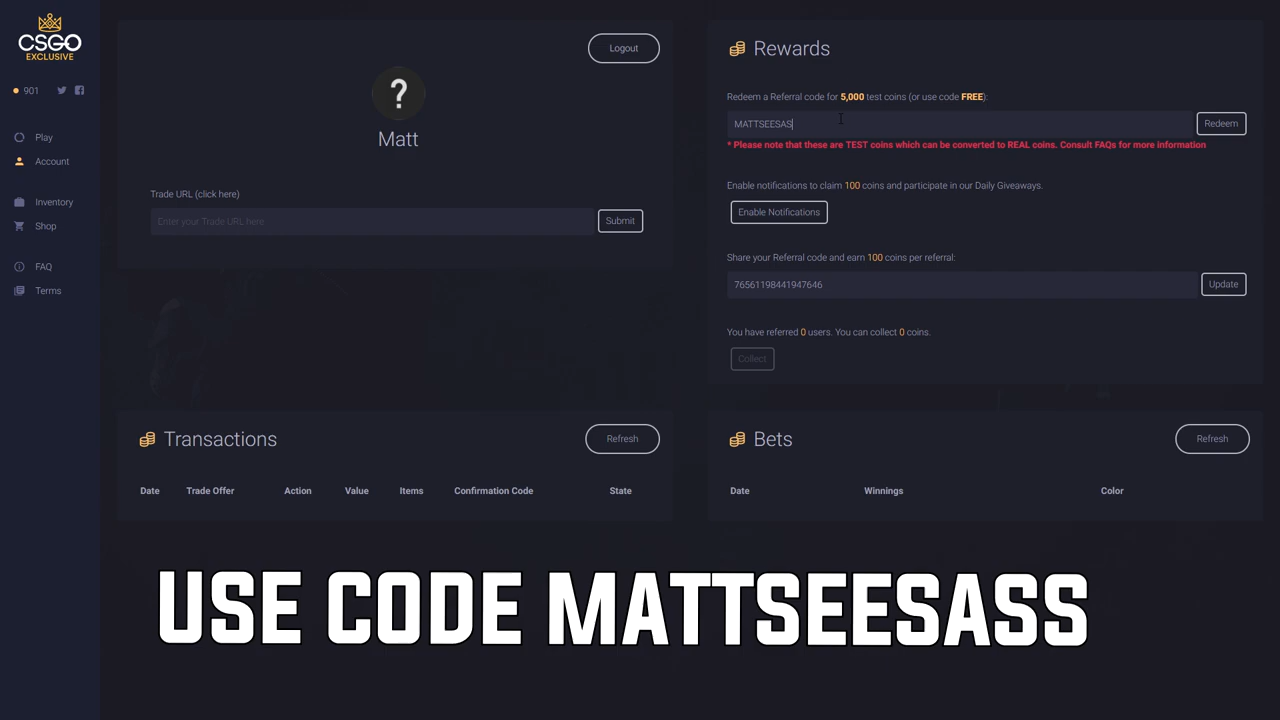 CSGO
EXCLUSIVE
901
Play
Account
Inventory
Shop
FAQ
Terms
Logout
?
Matt
Trade URL (click here)
Enter your Trade URL here
Submit
Rewards
Redeem a Referral code for 5,000 test coins (or use code FREE):
MATTSEESAS
Redeem
* Please note that these are TEST coins which can be converted to REAL coins. Consult FAQs for more information
Enable notifications to claim 100 coins and participate in our Daily Giveaways.
Enable Notifications
Share your Referral code and earn 100 coins per referral:
76561198441947646
Update
You have referred 0 users. You can collect 0 coins.
Collect
Transactions
Refresh
Date Trade Offer Action Value Items Confirmation Code State
Bets
Refresh
Date Winnings Color
USE CODE MATTSEESASS